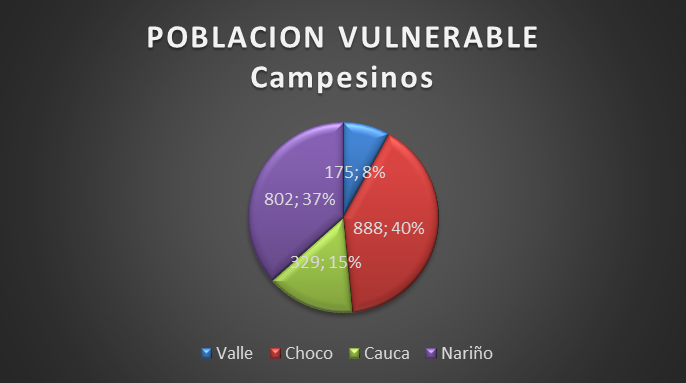 POBLACION VULNERABLE
Campesinos
175; 8%
802; 37%
888; 40%
329; 15%
Valle Choco Cauca Nariño